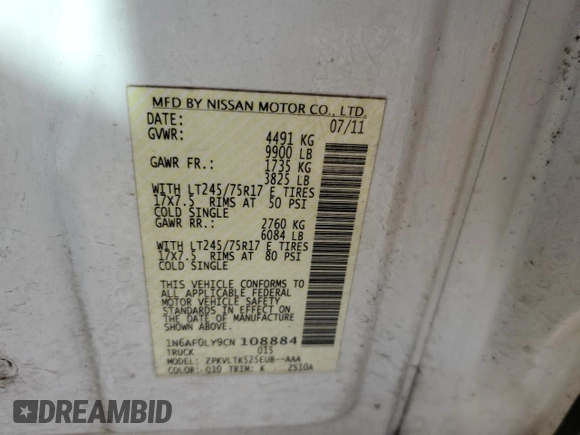 MFD BY NISSAN MOTOR CO., LTD.
DATE: 07/11
GVWR: 4491 KG
9900 LB
GAWR FR.: 1735 KG
3825 LB
WITH LT245/75R17 E TIRES
17X7.5 RIMS AT 50 PSI
COLD SINGLE
GAWR RR.: 2760 KG
6084 LB
WITH LT245/75R17 E TIRES
17X7.5 RIMS AT 80 PSI
COLD SINGLE
THIS VEHICLE CONFORMS TO
ALL APPLICABLE FEDERAL
MOTOR VEHICLE SAFETY
STANDARDS IN EFFECT ON
THE DATE OF MANUFACTURE
SHOWN ABOVE.
1N6AF0LY9CN 108884
TRUCK 015
MODEL: ZPKVLTK525EUB--AAA
COLOR: Q10 TRIM: K 2510A
DREAMBID